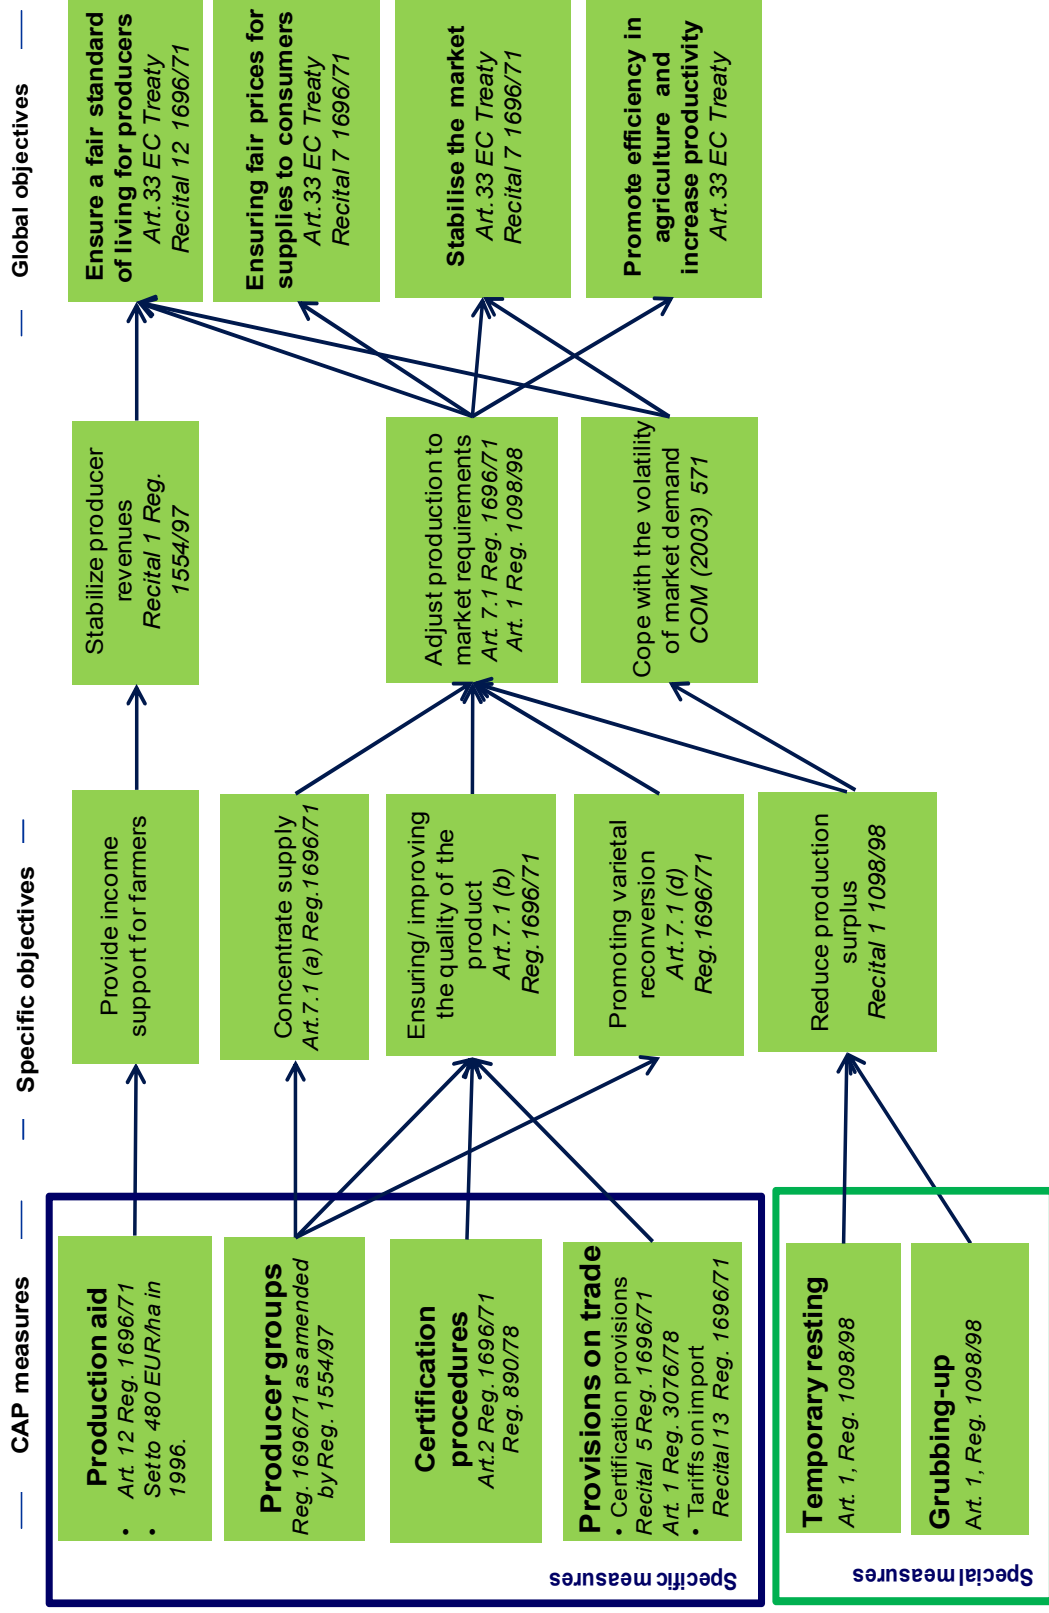 CAP measures
Specific objectives
Global objectives
Specific measures
Production aid
• Art. 12 Reg. 1696/71
• Set to 480 EUR/ha in
1996.
Producer groups
Reg. 1696/71 as amended
by Reg. 1554/97
Certification
procedures
Art.2 Reg.1696/71
Reg. 890/78
Provisions on trade
• Certification provisions
Recital 5 Reg. 1696/71
Art. 1 Reg. 3076/78
• Tariffs on import
Recital 13 Reg. 1696/71
Special measures
Temporary resting
Art. 1, Reg. 1098/98
Grubbing-up
Art. 1, Reg. 1098/98
Provide income
support for farmers
Concentrate supply
Art.7.1 (a) Reg.1696/71
Ensuring/ improving
the quality of the
product
Art.7.1 (b)
Reg.1696/71
Promoting varietal
reconversion
Art.7.1 (d)
Reg.1696/71
Reduce production
surplus
Recital 1 1098/98
Stabilize producer
revenues
Recital 1 Reg.
1554/97
Adjust production to
market requirements
Art. 7.1 Reg. 1696/71
Art. 1 Reg. 1098/98
Cope with the volatility
of market demand
COM (2003) 571
Ensure a fair standard
of living for producers
Art.33 EC Treaty
Recital 12 1696/71
Ensuring fair prices for
supplies to consumers
Art.33 EC Treaty
Recital 7 1696/71
Stabilise the market
Art.33 EC Treaty
Recital 7 1696/71
Promote efficiency in
agriculture and
increase productivity
Art.33 EC Treaty